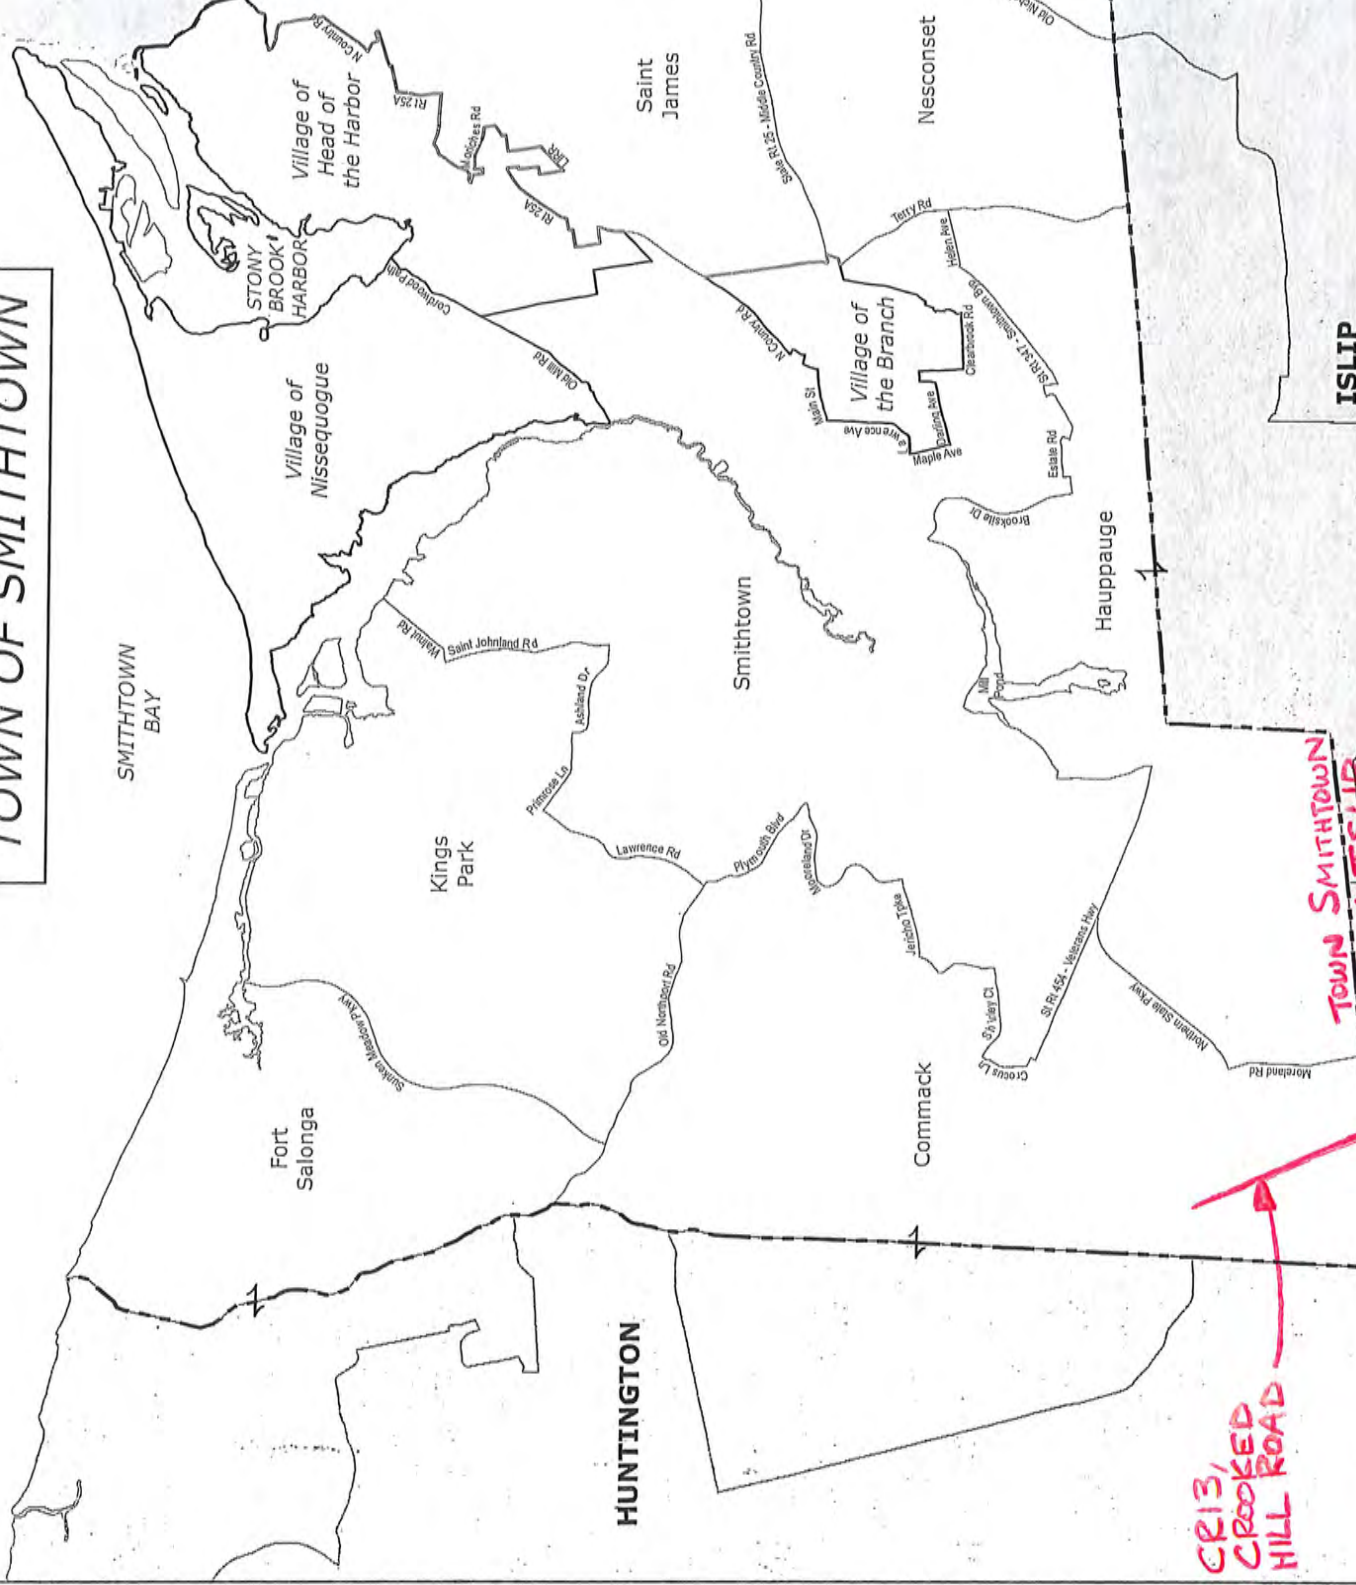 TOWN OF SMITHTOWN
SMITHTOWN
BAY
STONY
BROOK
HARBOR
Village of
Head of
the Harbor
Village of
Nissequogue
Saint
James
Nesconset
Village of
the Branch
Smithtown
Hauppauge
Kings
Park
Fort
Salonga
Commack
HUNTINGTON
ISLIP
N Country R
Rt 25A
Moriches Rd
LIRR
Rt 25A
Cordwood Path
Old Mill Rd
State Rt 25 - Middle Country Rd
Terry Rd
Helen Ave
St Rt 347 - Smithtown Byp
Clearbrook Rd
N Country Rd
Main St
Lawrence Ave
Darling Ave
Maple Ave
Estate Rd
Brooksite Dr
Mill
Pond
Walnut Rd
Saint Johnland Rd
Ashland Dr
Primrose Ln
Lawrence Rd
Plymouth Blvd
Mooreland Dr
Jericho Tpke
Shirley Ct
Crocus Ln
St Rt 454 - Veterans Hwy
Northern State Pkwy
Moreland Rd
Old Northport Rd
Sunken Meadow Pkwy
TOWN SMITHTOWN
ISLIP
CR13,
CROOKED
HILL ROAD